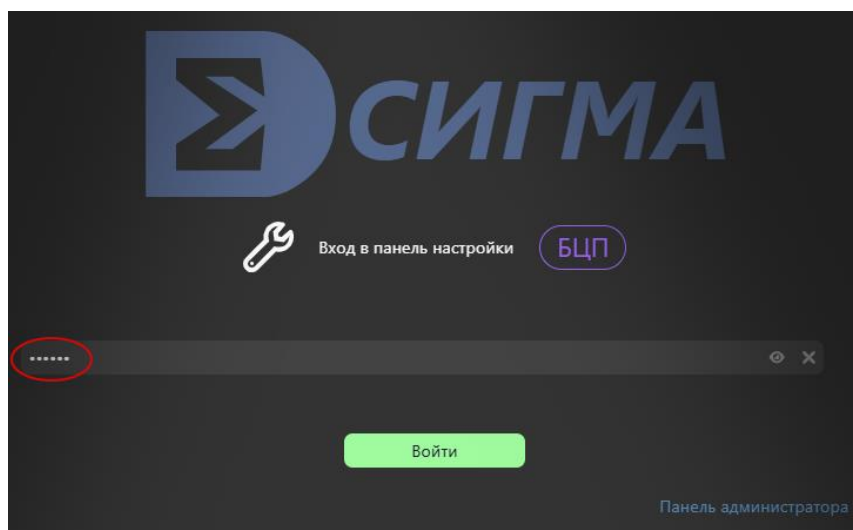 СИГМА
Вход в панель настройки БЦП
••••••
Войти
Панель администратора